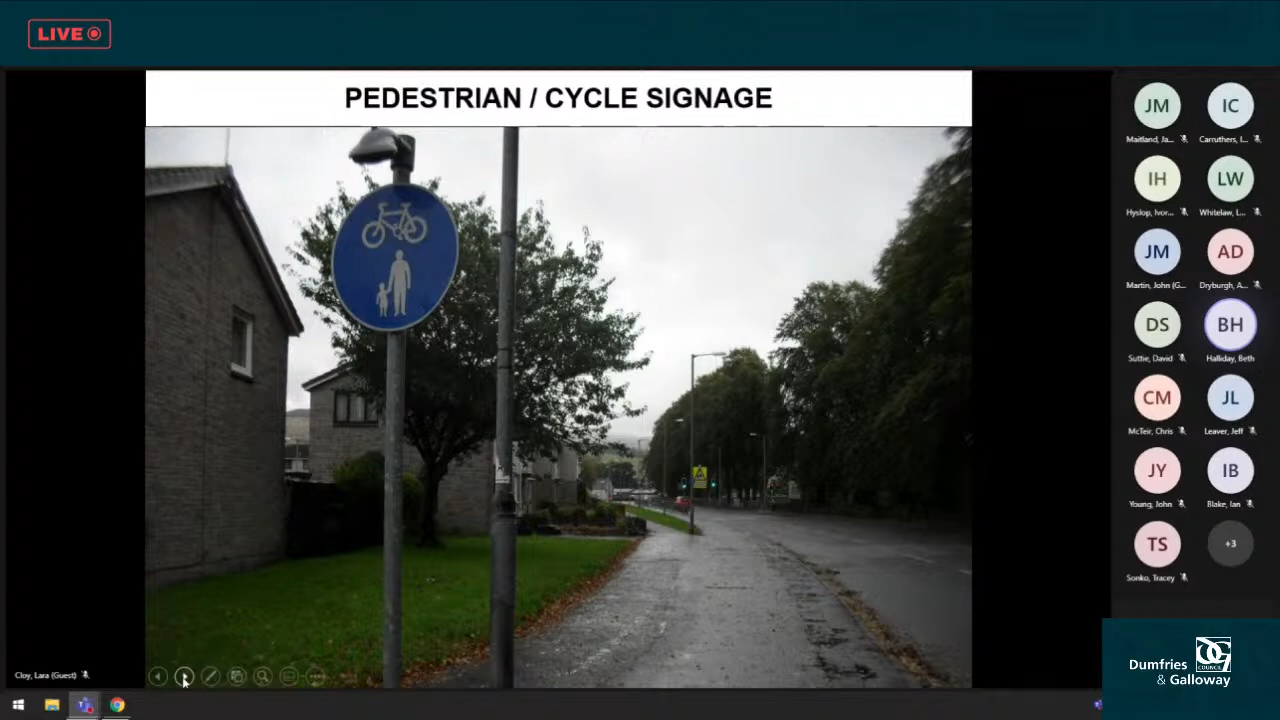 LIVE
PEDESTRIAN / CYCLE SIGNAGE
JM
IC
Maitland, Ja...
Carruthers, I...
IH
LW
Hyslop, Ivor...
Whitelaw, L...
JM
AD
Martin, John (G...
Dryburgh, A...
DS
BH
Suttie, David
Halliday, Beth
CM
JL
McTeir, Chris
Leaver, Jeff
JY
IB
Young, John
Blake, Ian
TS
+3
Sonko, Tracey
Cloy, Lara (Guest)
Dumfries
& Galloway
COUNCIL